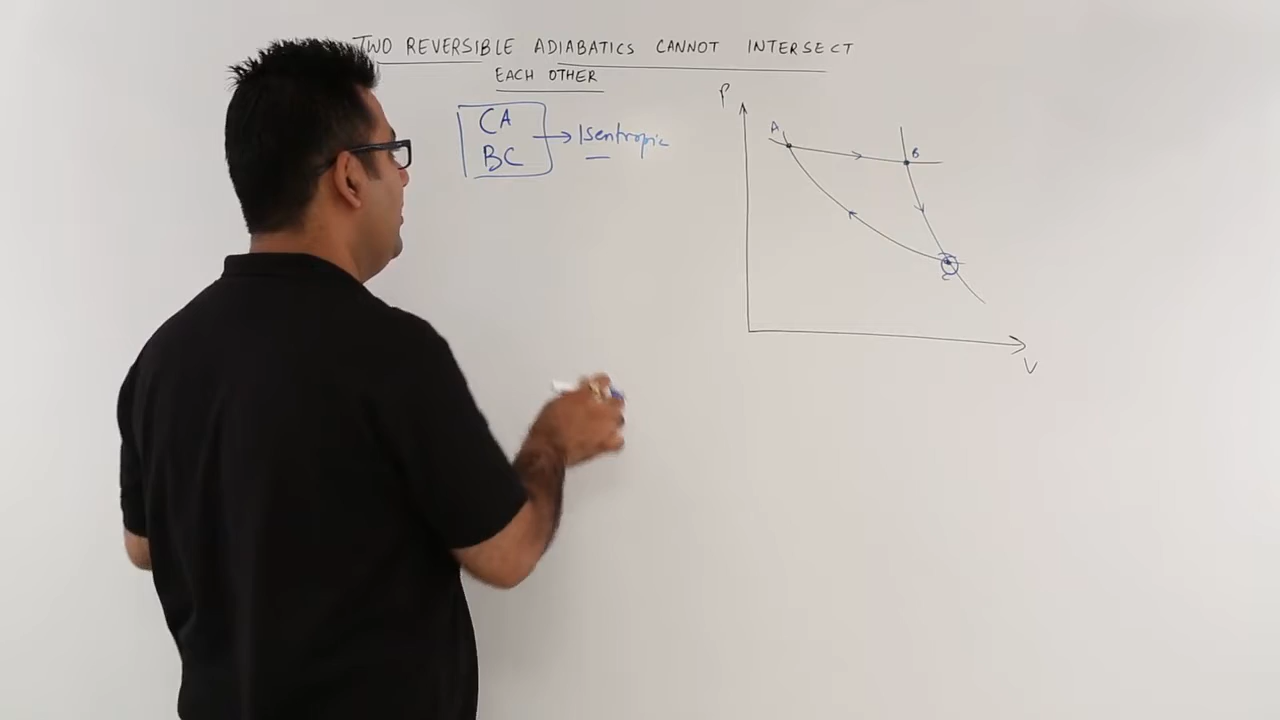 TWO REVERSIBLE ADIABATICS CANNOT INTERSECT
EACH OTHER
CA → Isentropic
BC
P
A
B
C
V